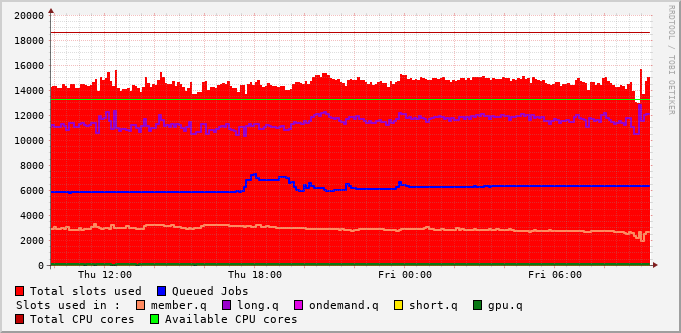 20000
18000
16000
14000
12000
10000
8000
6000
4000
2000
0
Thu 12:00 Thu 18:00 Fri 00:00 Fri 06:00
RRDTOOL / TOBI OETIKER
Total slots used Queued Jobs
Slots used in : member.q long.q ondemand.q short.q gpu.q
Total CPU cores Available CPU cores